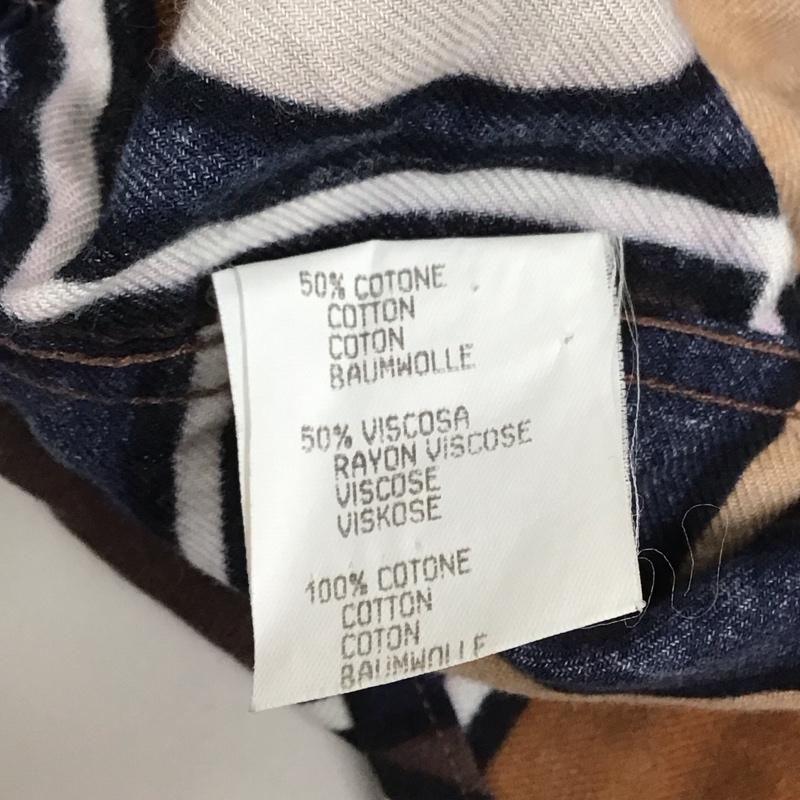 50% COTONE
COTTON
COTON
BAUMWOLLE
50% VISCOSA
RAYON VISCOSE
VISCOSE
VISKOSE
100% COTONE
COTTON
COTON
BAUMWOLLE